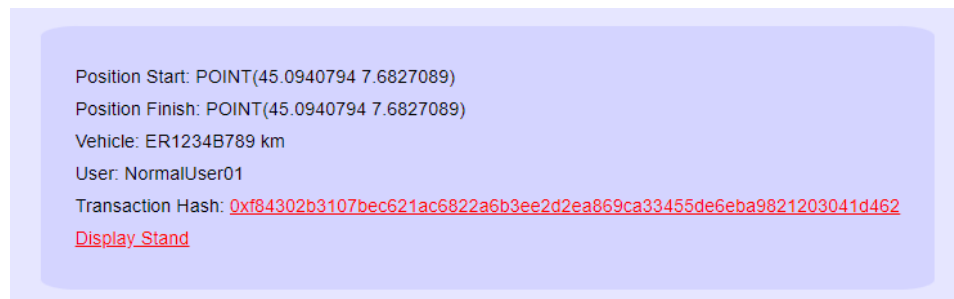 Position Start: POINT(45.0940794 7.6827089)
Position Finish: POINT(45.0940794 7.6827089)
Vehicle: ER1234B789 km
User: NormalUser01
Transaction Hash: 0xf84302b3107bec621ac6822a6b3ee2d2ea869ca33455de6eba9821203041d462
Display Stand